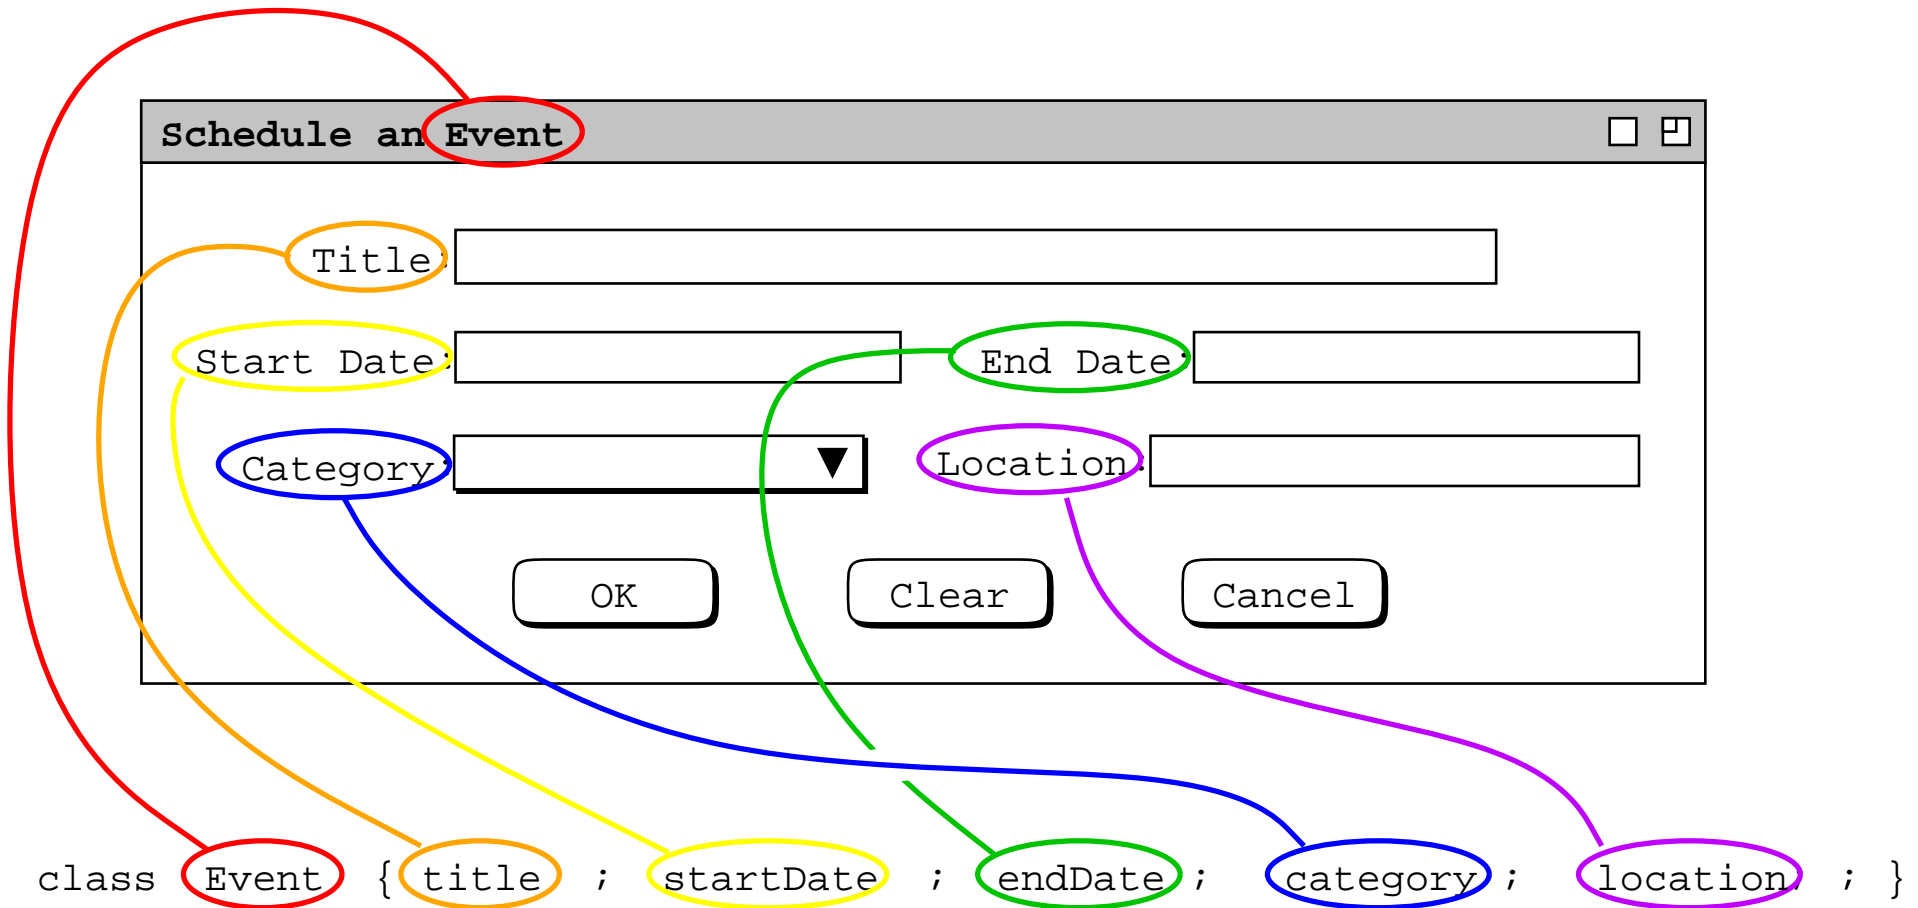 Schedule an Event
Title:
Start Date: End Date:
Category: Location:
OK Clear Cancel
class Event { title ; startDate ; endDate ; category ; location ; }